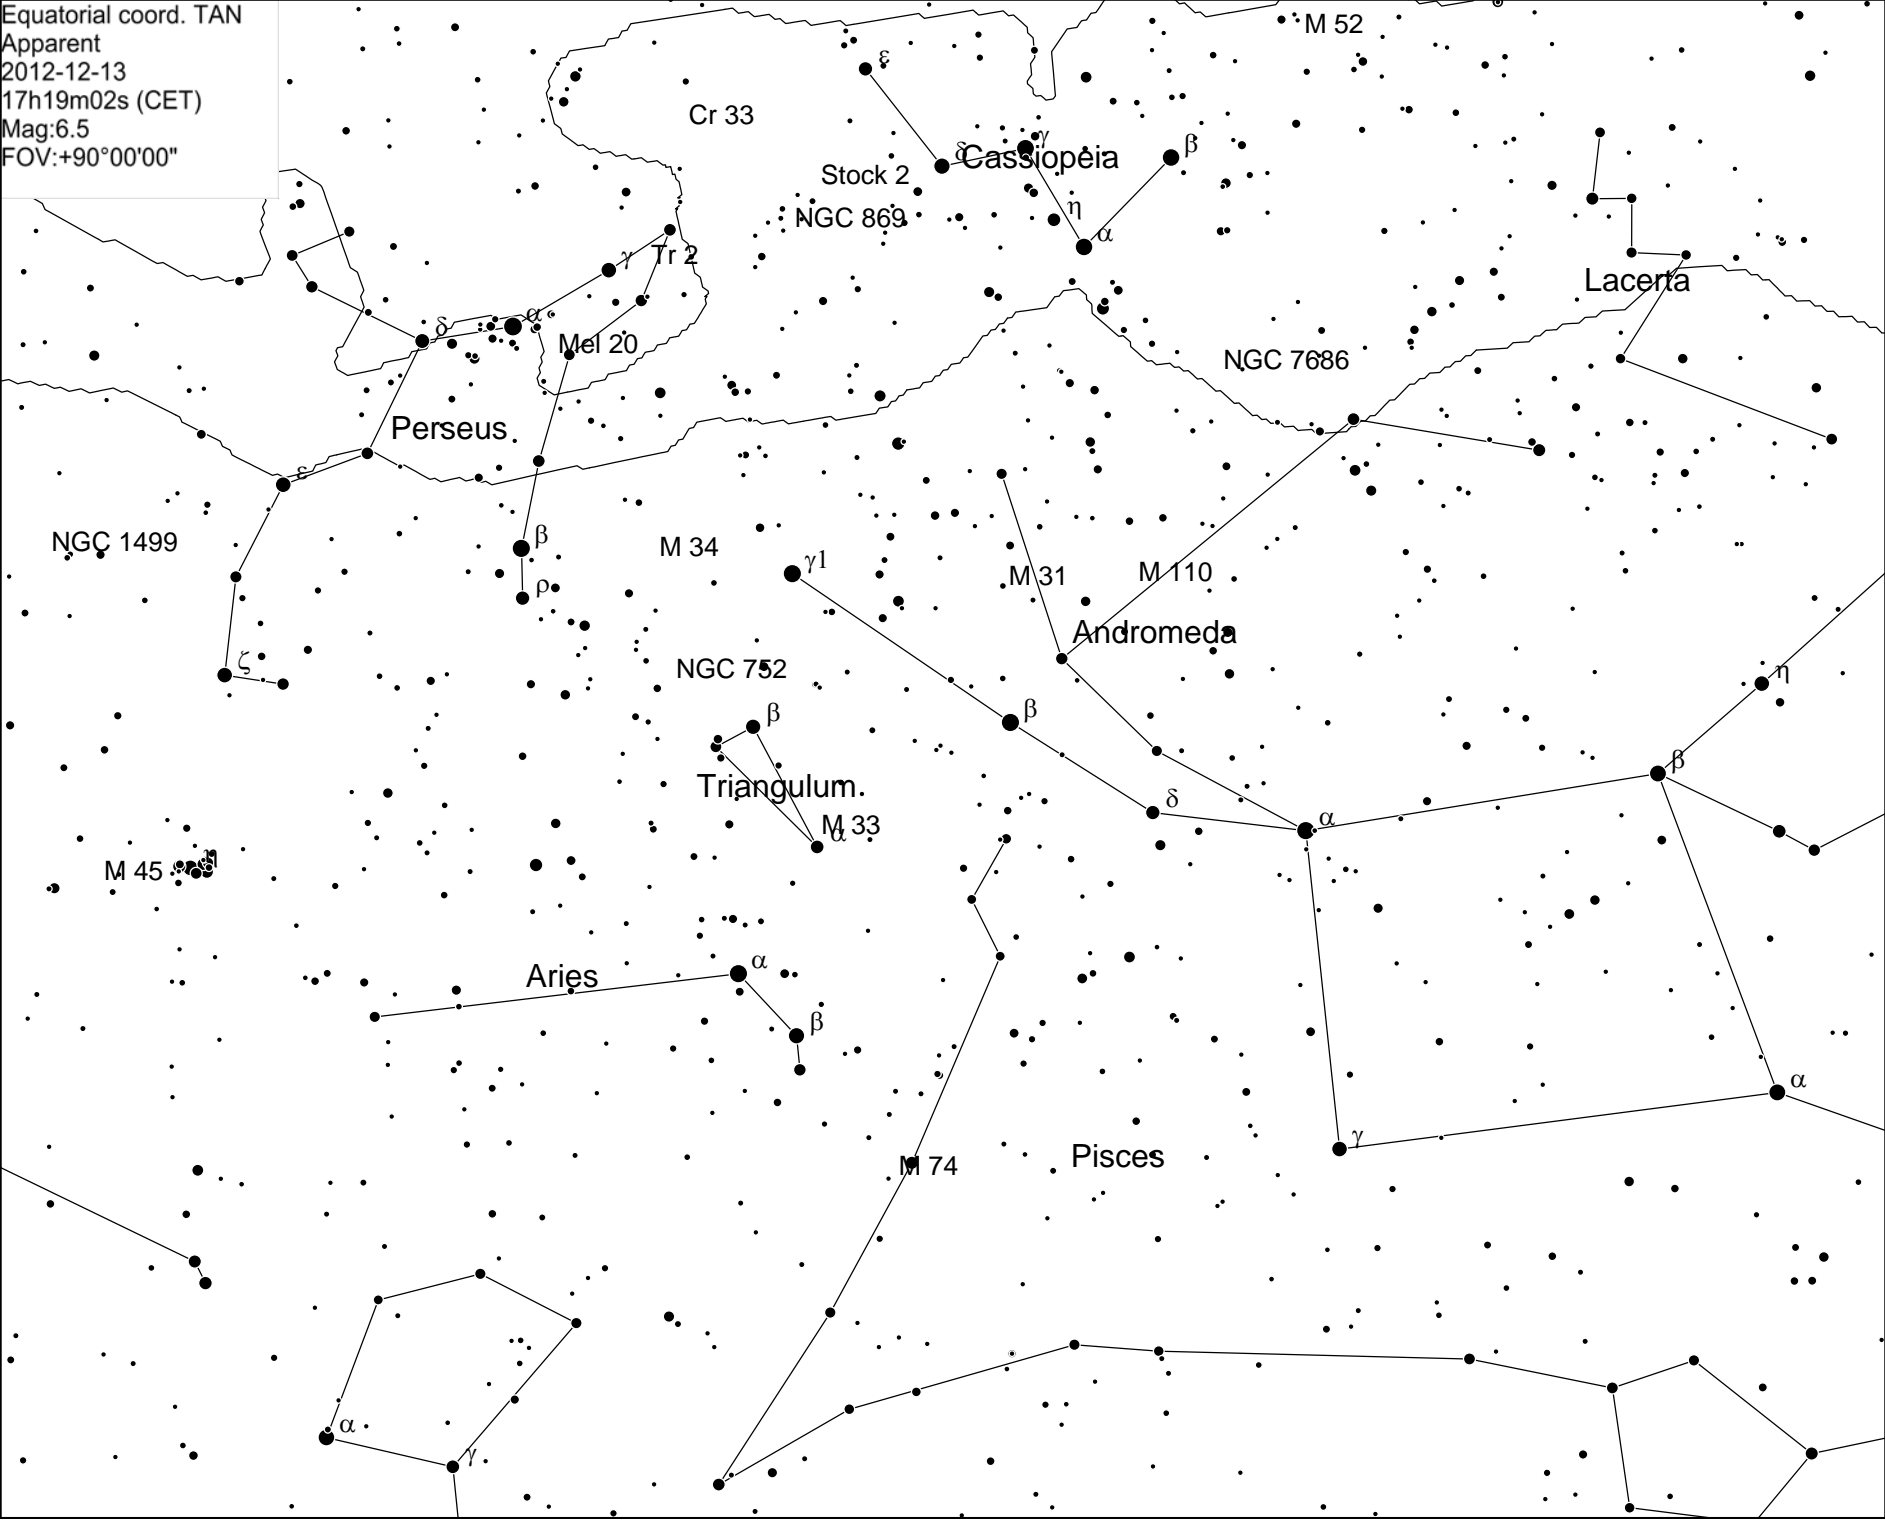 Equatorial coord. TAN
Apparent
2012-12-13
17h19m02s (CET)
Mag:6.5
FOV:+90°00'00"
M 52
ε
Cr 33
γ
δ
Cassiopeia
β
Stock 2
η
NGC 869
α
γ
Tr 2
Lacerta
α
δ
Mel 20
NGC 7686
Perseus
ε
NGC 1499
β
M 34
γ1
M 31
M 110
ρ
Andromeda
ζ
NGC 752
η
β
β
β
Triangulum
δ
α
M 33
α
η
M 45
α
Aries
β
α
γ
Pisces
M 74
α
γ